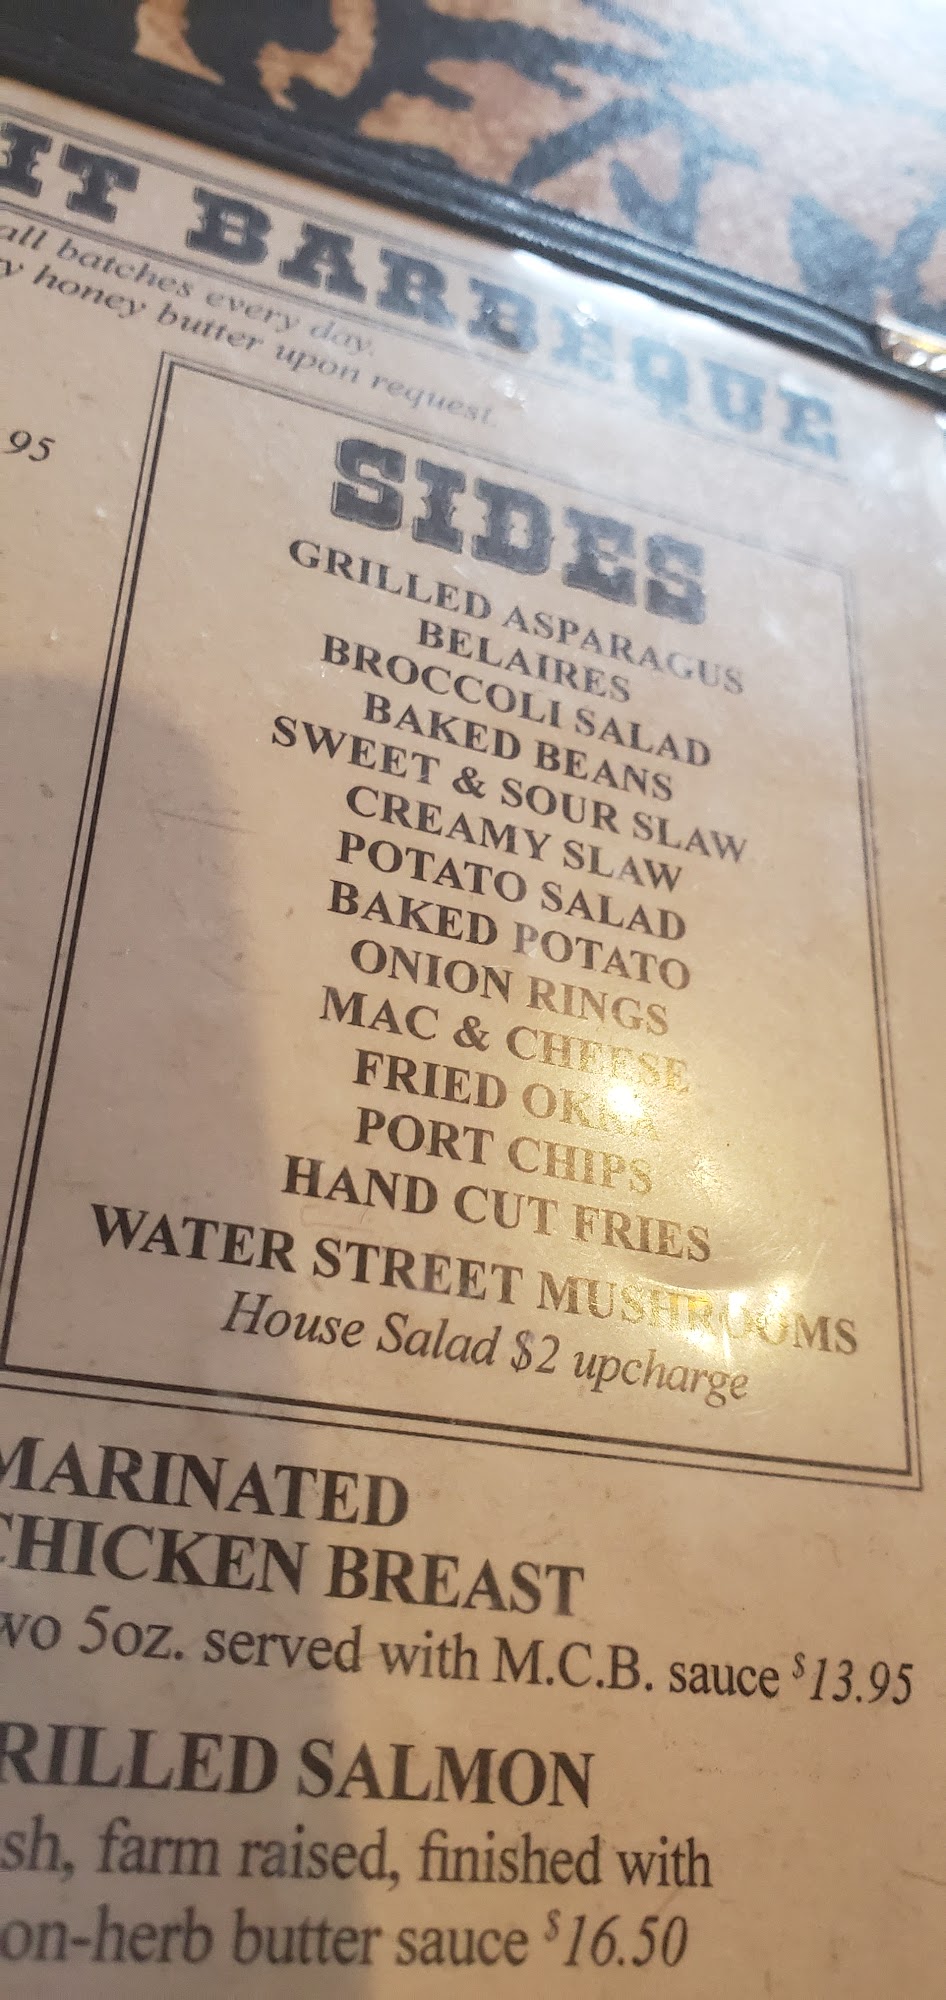 IT BARBEQUE
all batches every day.
y honey butter upon request.
95
SIDES
GRILLED ASPARAGUS
BELAIRES
BROCCOLI SALAD
BAKED BEANS
SWEET & SOUR SLAW
CREAMY SLAW
POTATO SALAD
BAKED POTATO
ONION RINGS
MAC & CHEESE
FRIED OKRA
PORT CHIPS
HAND CUT FRIES
WATER STREET MUSHROOMS
House Salad $2 upcharge
MARINATED
CHICKEN BREAST
wo 5oz. served with M.C.B. sauce $13.95
RILLED SALMON
sh, farm raised, finished with
on-herb butter sauce $16.50